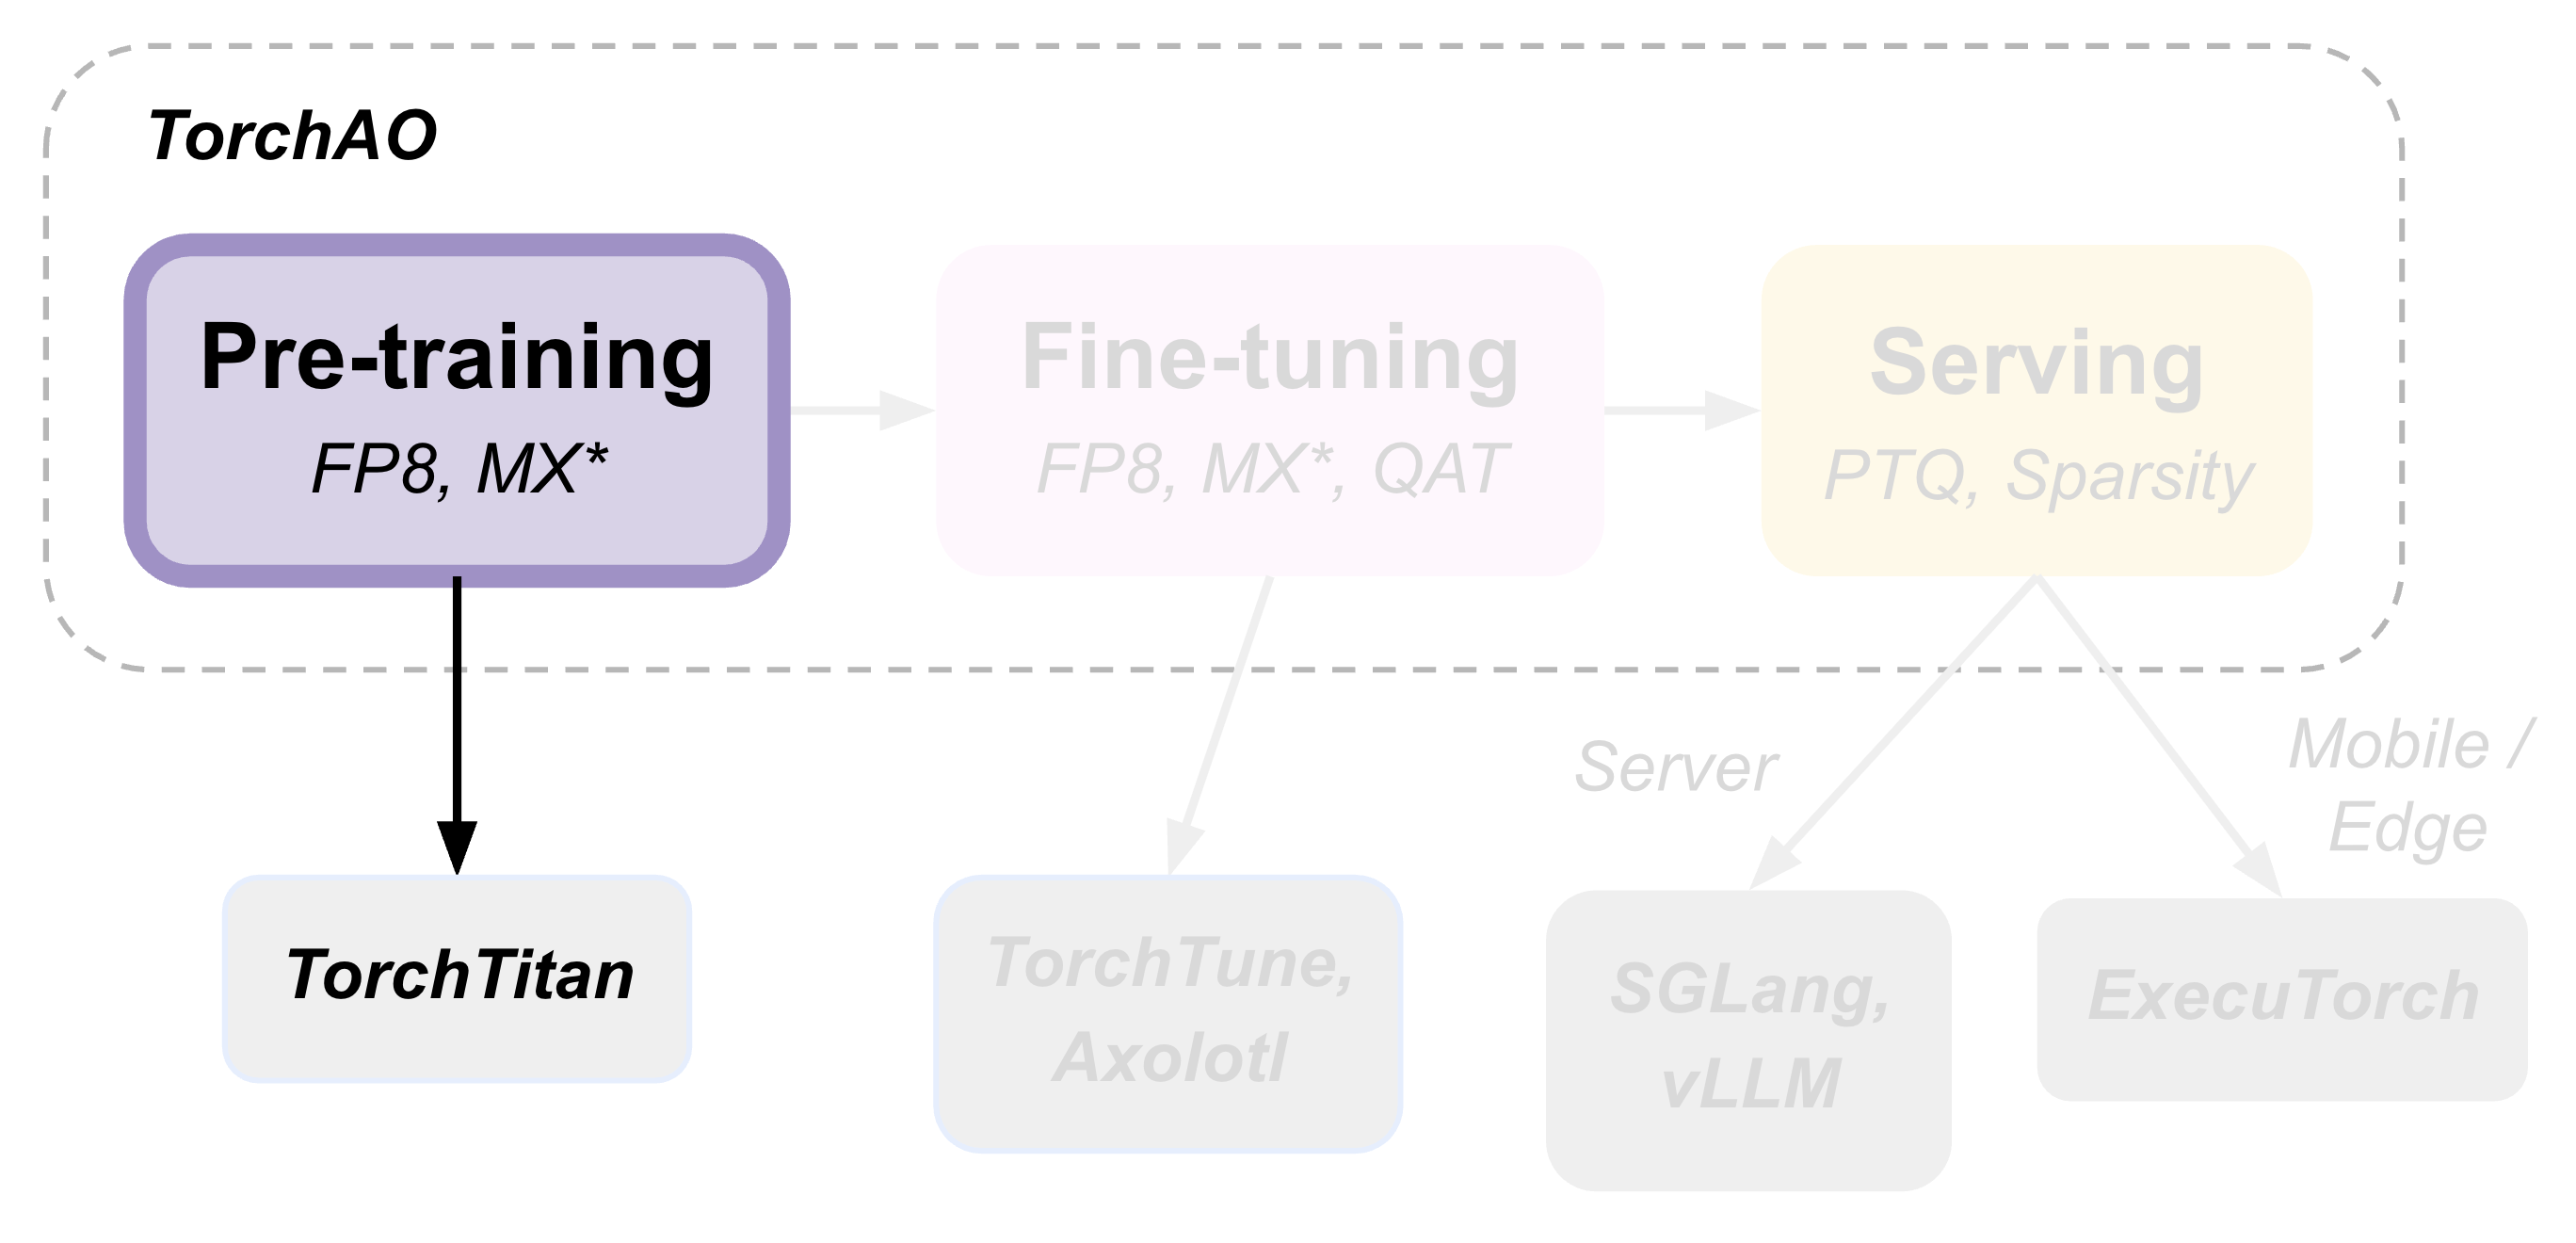 TorchAO
Pre-training
FP8, MX*
Fine-tuning
FP8, MX*, QAT
Serving
PTQ, Sparsity
Server
Mobile /
Edge
TorchTitan
TorchTune,
Axolotl
SGLang,
vLLM
ExecuTorch